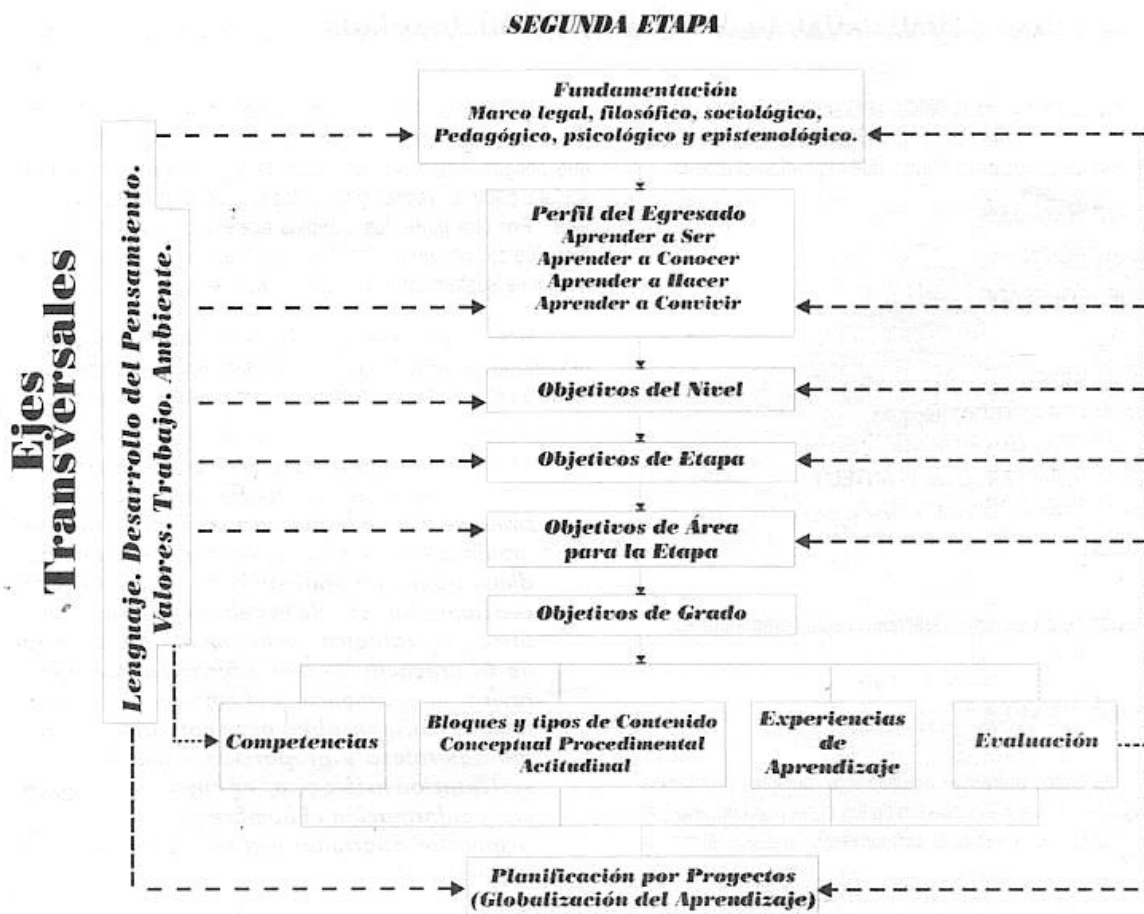 SEGUNDA ETAPA
Fundamentación
Marco legal, filosófico, sociológico,
Pedagógico, psicológico y epistemológico.
Ejes
Transversales
Lenguaje. Desarrollo del Pensamiento.
Valores. Trabajo. Ambiente.
Perfil del Egresado
Aprender a Ser
Aprender a Conocer
Aprender a Hacer
Aprender a Convivir
Objetivos del Nivel
Objetivos de Etapa
Objetivos de Área
para la Etapa
Objetivos de Grado
Competencias
Bloques y tipos de Contenido
Conceptual Procedimental
Actitudinal
Experiencias
de
Aprendizaje
Evaluación
Planificación por Proyectos
(Globalización del Aprendizaje)